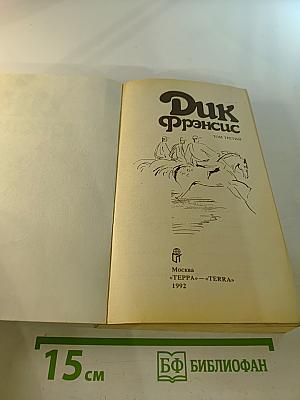 Дик
Фрэнсис
ТОМ ТРЕТИЙ
Москва
«ТЕРРА»—«TERRA»
1992
15 см
БФ БИБЛИОФАН